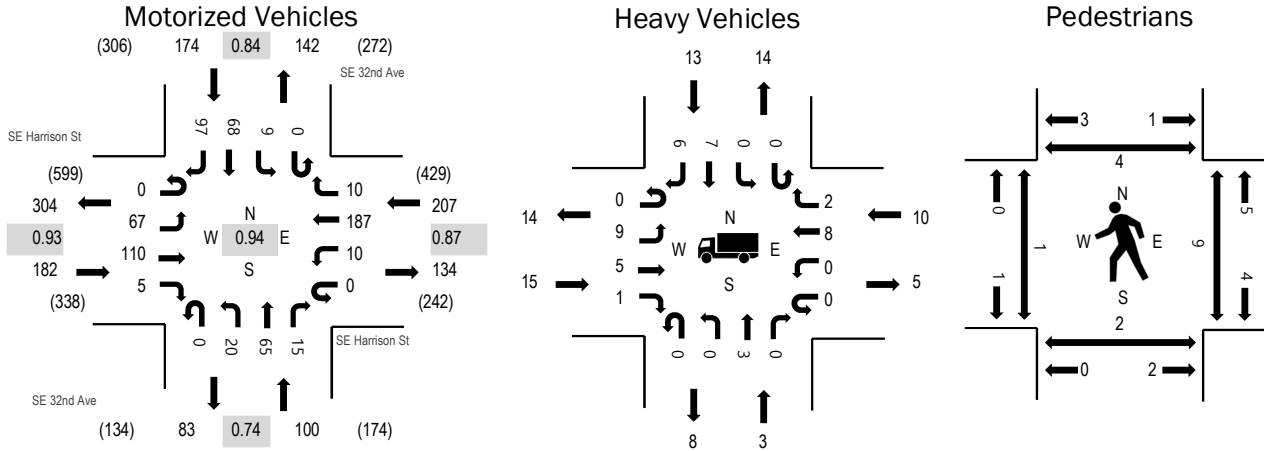 Motorized Vehicles
(306) 174 0.84 142 (272)
SE 32nd Ave
SE Harrison St
97 68 9 0
(599)
304
0.93
182
(338)
0
67
110
5
N
W 0.94 E
S
10
187
10
0
(429)
207
0.87
134
(242)
0 20 65 15
SE Harrison St
SE 32nd Ave
(134) 83 0.74 100 (174)
Heavy Vehicles
13 14
6 7 0 0
14
15
0
9
5
1
N
W E
S
2
8
0
0
10
5
0 0 3 0
8 3
Pedestrians
3 1
4
0
1
1
N
W E
S
9
5
4
2
0 2